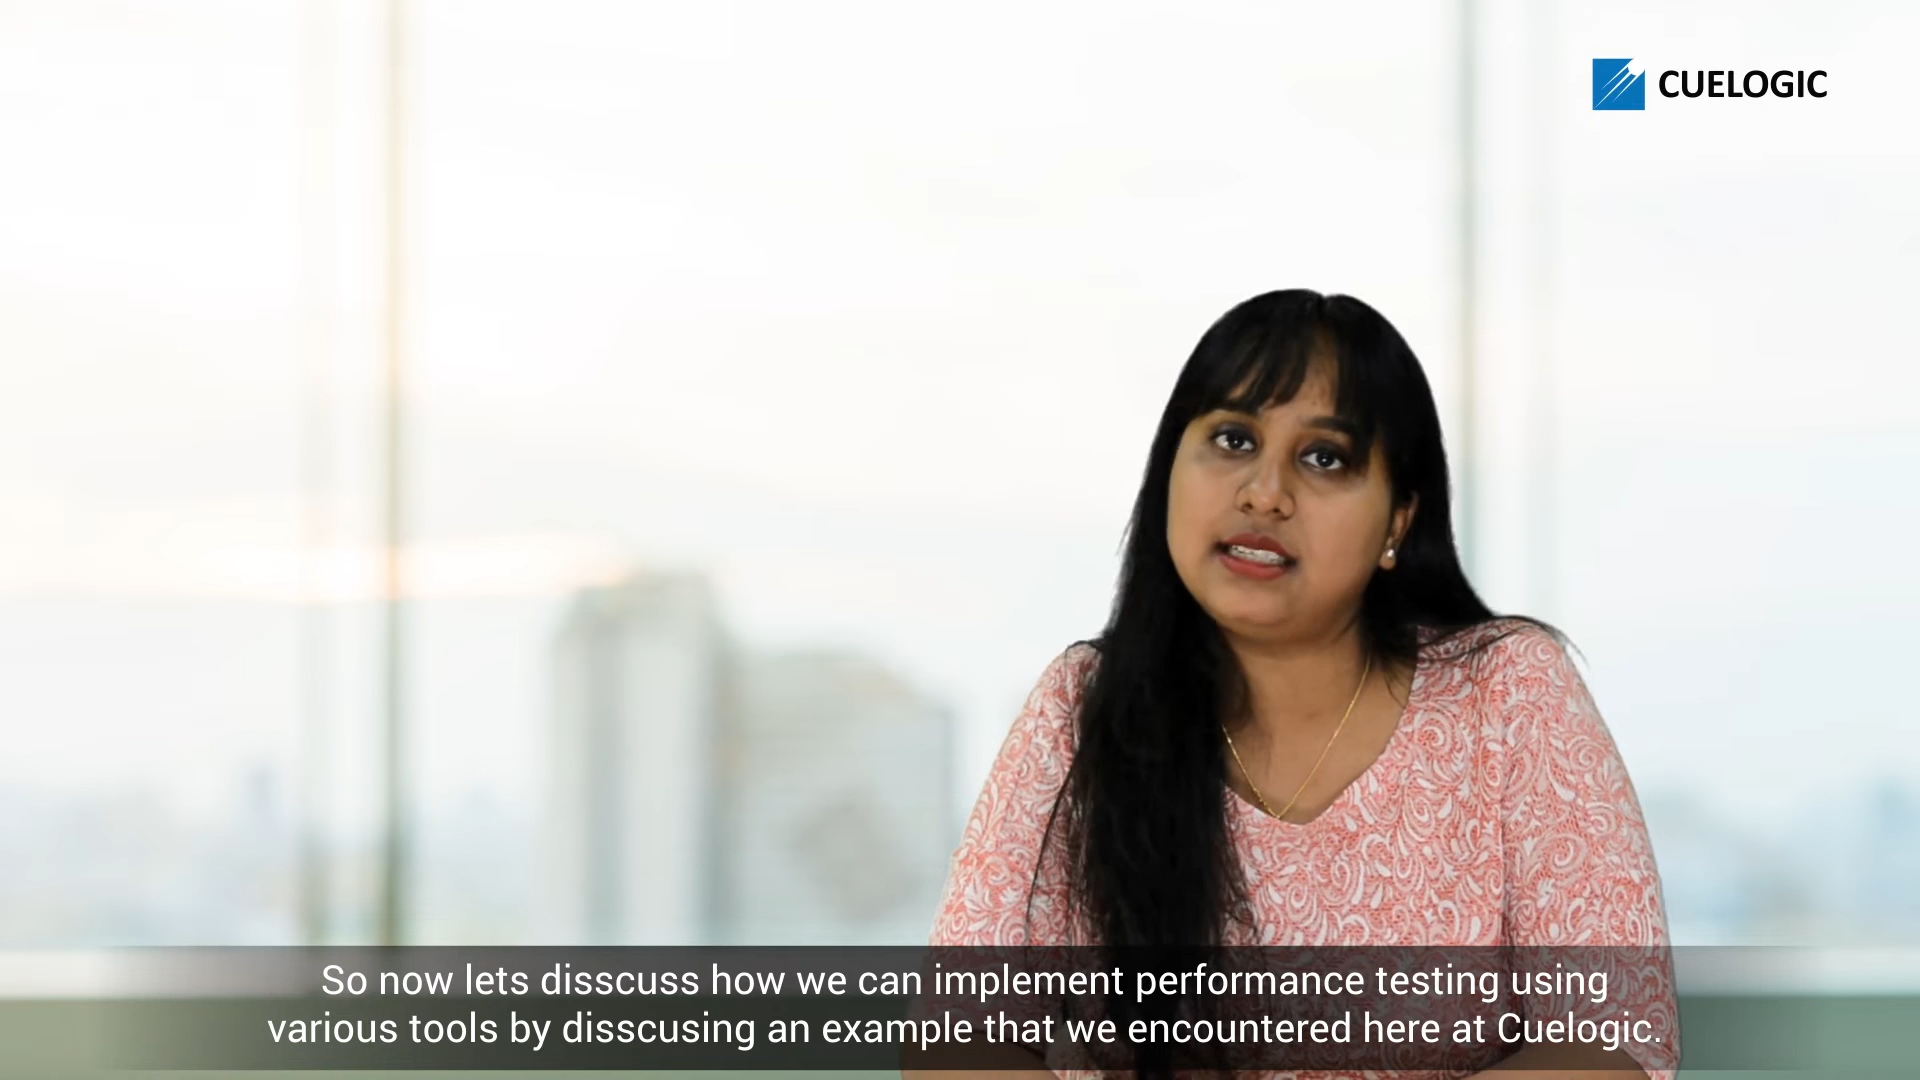 CUELOGIC
So now lets disscuss how we can implement performance testing using
various tools by disscusing an example that we encountered here at Cuelogic.